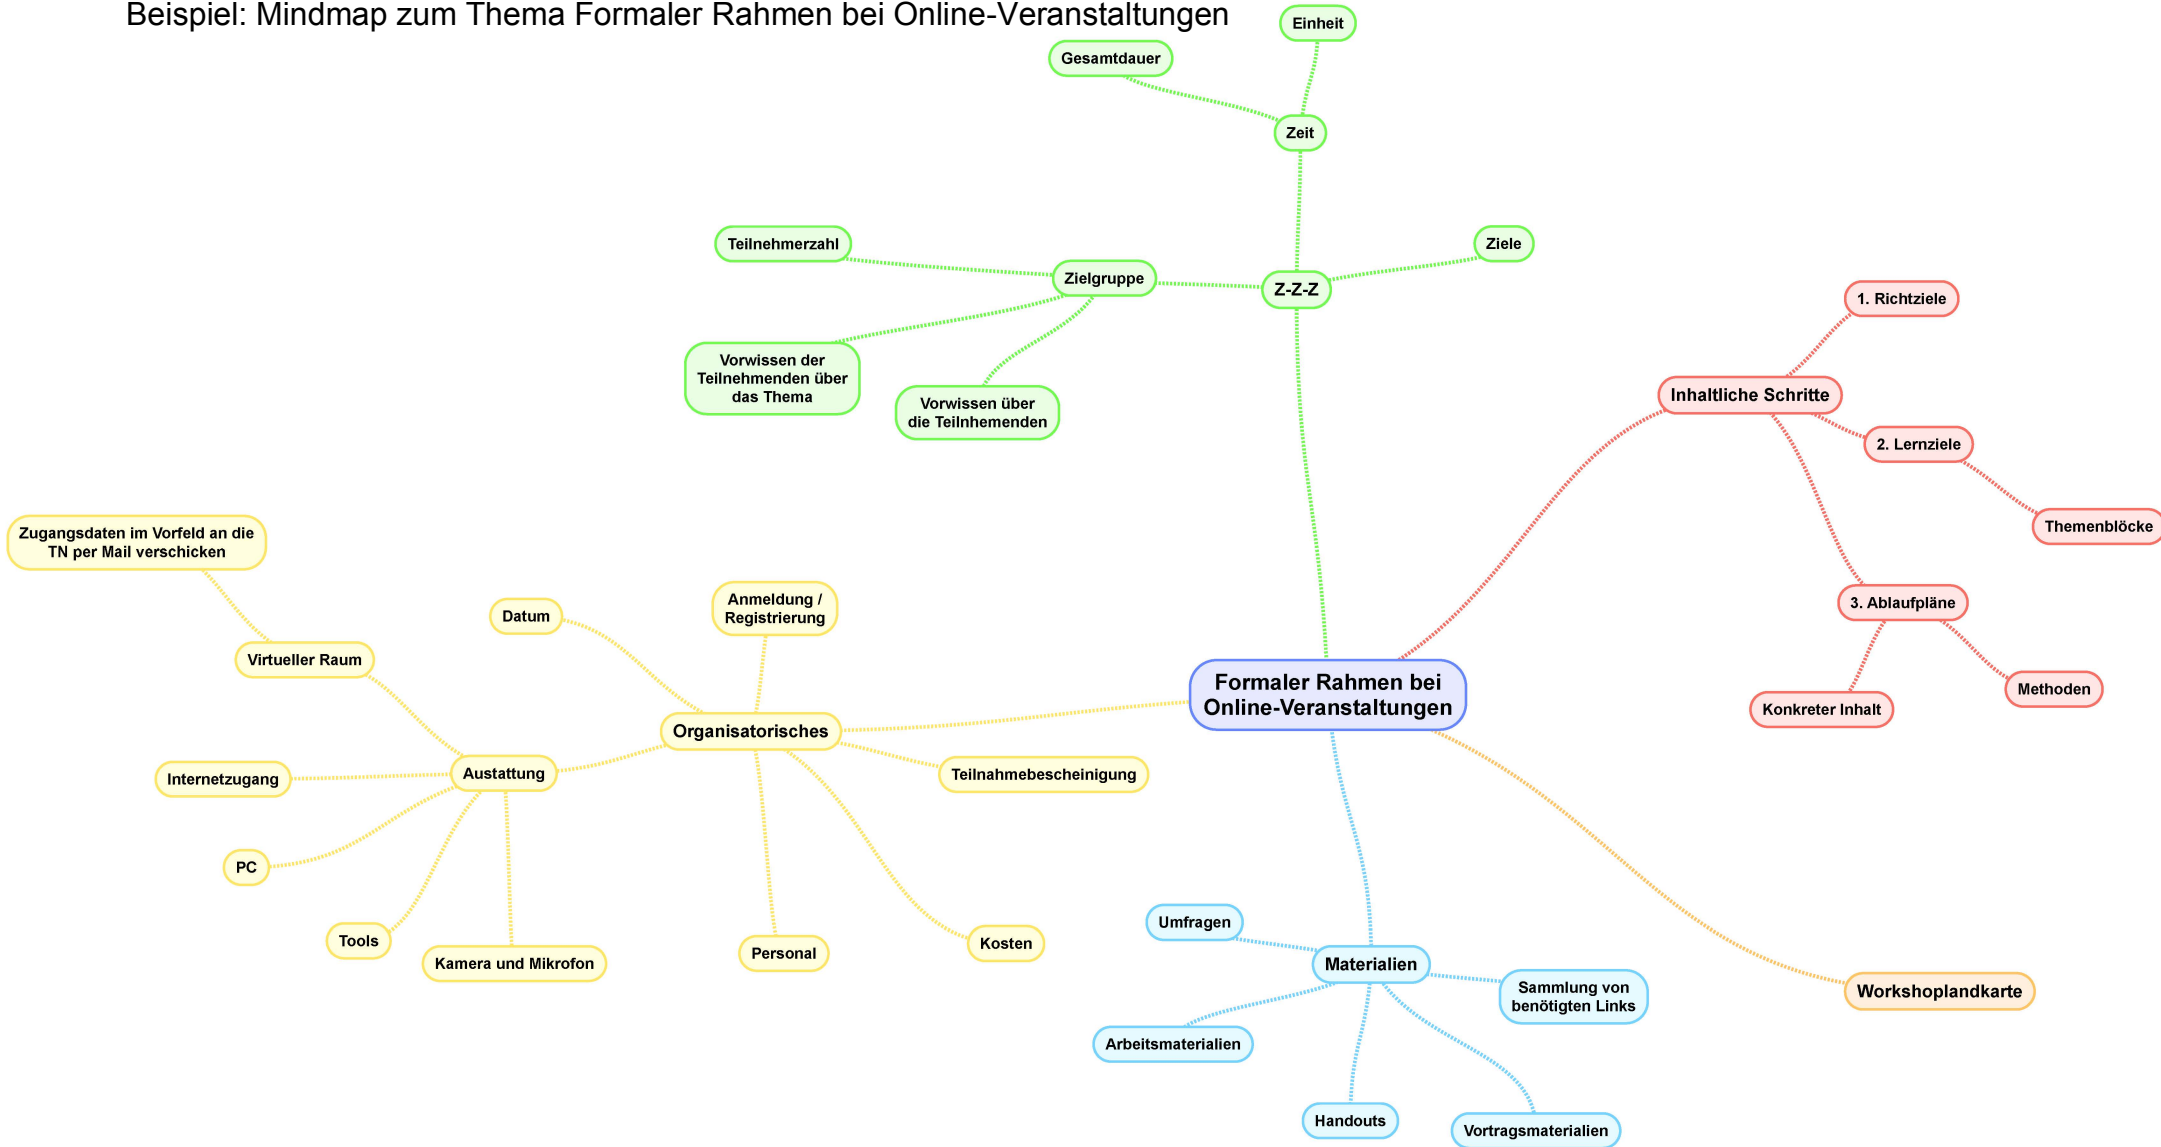 Beispiel: Mindmap zum Thema Formaler Rahmen bei Online-Veranstaltungen
Einheit
Gesamtdauer
Zeit
Teilnehmerzahl
Ziele
Zielgruppe
Z-Z-Z
Vorwissen der
Teilnehmenden über
das Thema
Vorwissen über
die Teilnhemenden
1. Richtziele
Inhaltliche Schritte
2. Lernziele
Themenblöcke
3. Ablaufpläne
Methoden
Konkreter Inhalt
Zugangsdaten im Vorfeld an die
TN per Mail verschicken
Virtueller Raum
Datum
Anmeldung /
Registrierung
Formaler Rahmen bei
Online-Veranstaltungen
Organisatorisches
Austattung
Internetzugang
Teilnahmebescheinigung
PC
Tools
Kamera und Mikrofon
Personal
Kosten
Umfragen
Materialien
Sammlung von
benötigten Links
Workshoplandkarte
Arbeitsmaterialien
Handouts
Vortragsmaterialien